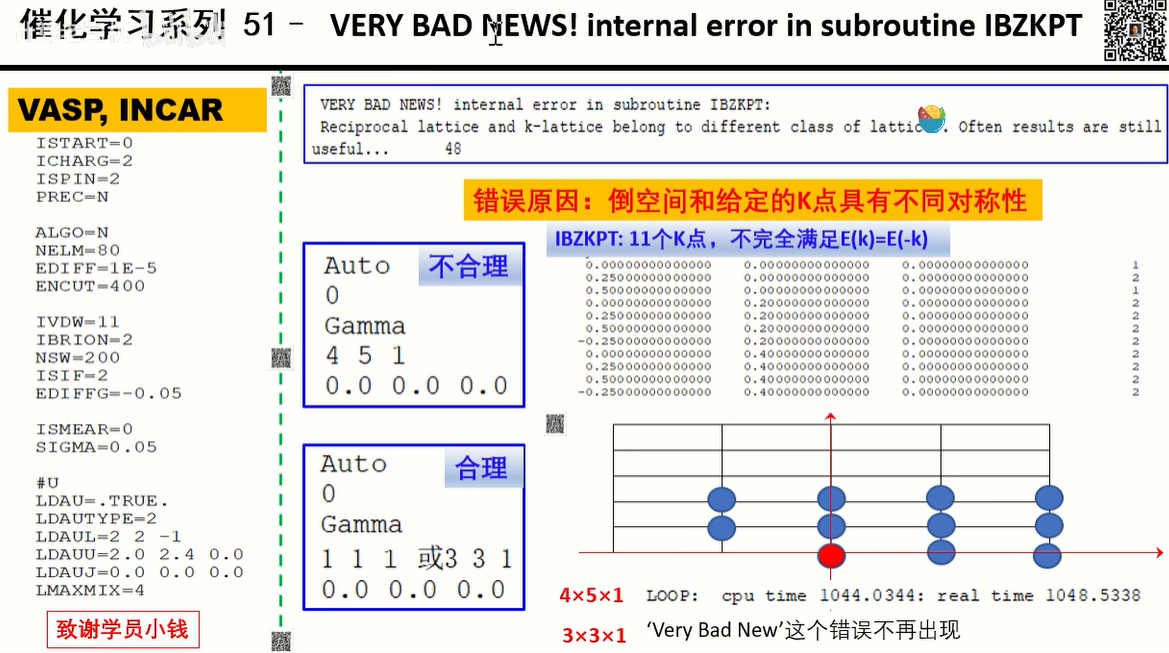 催化学习系列 51 – VERY BAD NEWS! internal error in subroutine IBZKPT
VASP, INCAR
ISTART=0
ICHARG=2
ISPIN=2
PREC=N
ALGO=N
NELM=80
EDIFF=1E-5
ENCUT=400
IVDW=11
IBRION=2
NSW=200
ISIF=2
EDIFFG=-0.05
ISMEAR=0
SIGMA=0.05
#U
LDAU=.TRUE.
LDAUTYPE=2
LDAUL=2 2 -1
LDAUU=2.0 2.4 0.0
LDAUJ=0.0 0.0 0.0
LMAXMIX=4
致谢学员小钱
VERY BAD NEWS! internal error in subroutine IBZKPT:
Reciprocal lattice and k-lattice belong to different class of . Often results are still
useful... 48
错误原因：倒空间和给定的K点具有不同对称性
Auto 不合理
0
Gamma
4 5 1
0.0 0.0 0.0
Auto 合理
0
Gamma
1 1 1 或3 3 1
0.0 0.0 0.0
IBZKPT: 11个K点，不完全满足E(k)=E(-k)
0.00000000000000 0.00000000000000 0.00000000000000 1
0.25000000000000 0.00000000000000 0.00000000000000 2
0.50000000000000 0.00000000000000 0.00000000000000 1
0.00000000000000 0.20000000000000 0.00000000000000 2
0.25000000000000 0.20000000000000 0.00000000000000 2
0.50000000000000 0.20000000000000 0.00000000000000 2
-0.25000000000000 0.20000000000000 0.00000000000000 2
0.00000000000000 0.40000000000000 0.00000000000000 2
0.25000000000000 0.40000000000000 0.00000000000000 2
0.50000000000000 0.40000000000000 0.00000000000000 2
-0.25000000000000 0.40000000000000 0.00000000000000 2
4×5×1 LOOP: cpu time 1044.0344: real time 1048.5338
3×3×1 ‘Very Bad New’这个错误不再出现